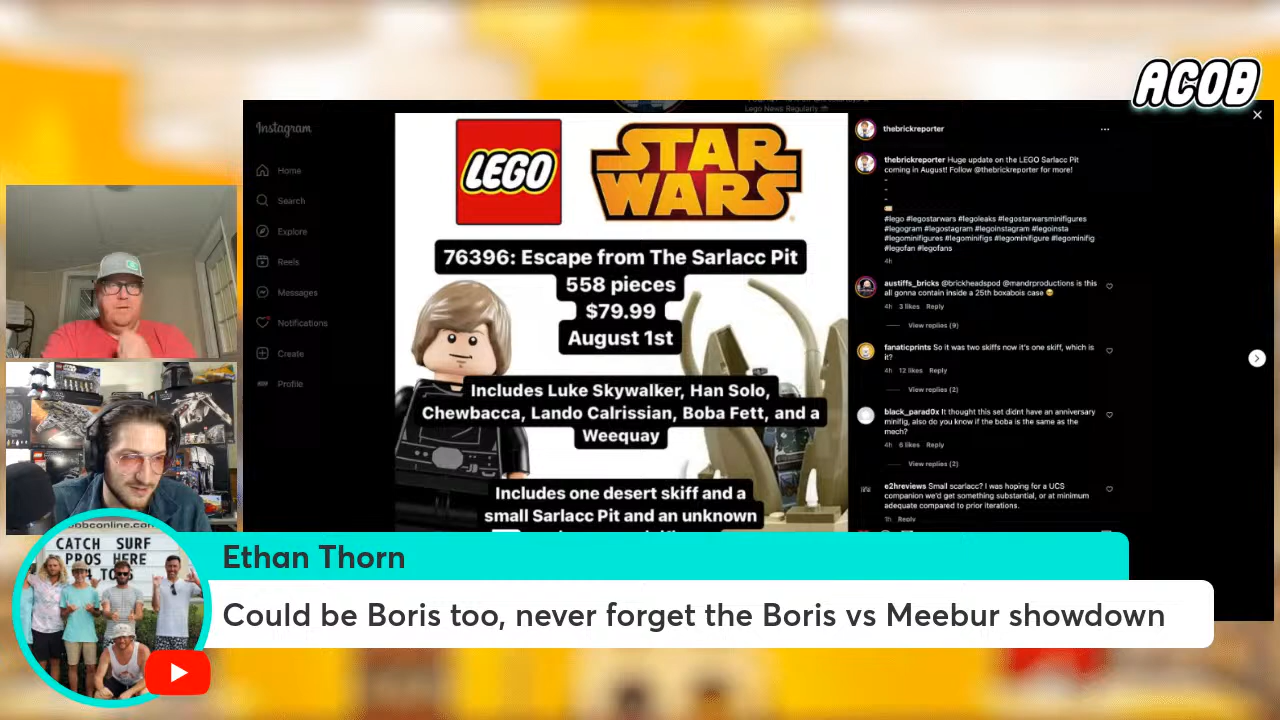 ACOB
Lego News Regularly
Instagram
Home
Search
Explore
Reels
Messages
Notifications
Create
Profile
LEGO
STAR
WARS
76396: Escape from The Sarlacc Pit
558 pieces
$79.99
August 1st
Includes Luke Skywalker, Han Solo,
Chewbacca, Lando Calrissian, Boba Fett, and a
Weequay
Includes one desert skiff and a
small Sarlacc Pit and an unknown
thebrickreporter
thebrickreporter Huge update on the LEGO Sarlacc Pit
coming in August! Follow @thebrickreporter for more!
-
-
-
#lego #legostarwars #legoleaks #legostarwarsminifigures
#legogram #legostagram #legoinstagram #legoinsta
#legominifigures #legominifigs #legominifigure #legominifig
#legofan #legofans
4h
austiffs_bricks @brickheadspod @mandrproductions is this
all gonna contain inside a 25th boxabois case
4h 3 likes Reply
View replies (9)
fanaticprints So it was two skiffs now it's one skiff, which is
it?
4h 12 likes Reply
View replies (2)
black_parad0x It thought this set didnt have an anniversary
minifig, also do you know if the boba is the same as the
mech?
4h 6 likes Reply
View replies (2)
e2hreviews Small scarlacc? I was hoping for a UCS
companion we'd get something substantial, or at minimum
adequate compared to prior iterations.
1h Reply
bbconline.com
CATCH SURF
PROS HERE
Ethan Thorn
Could be Boris too, never forget the Boris vs Meebur showdown